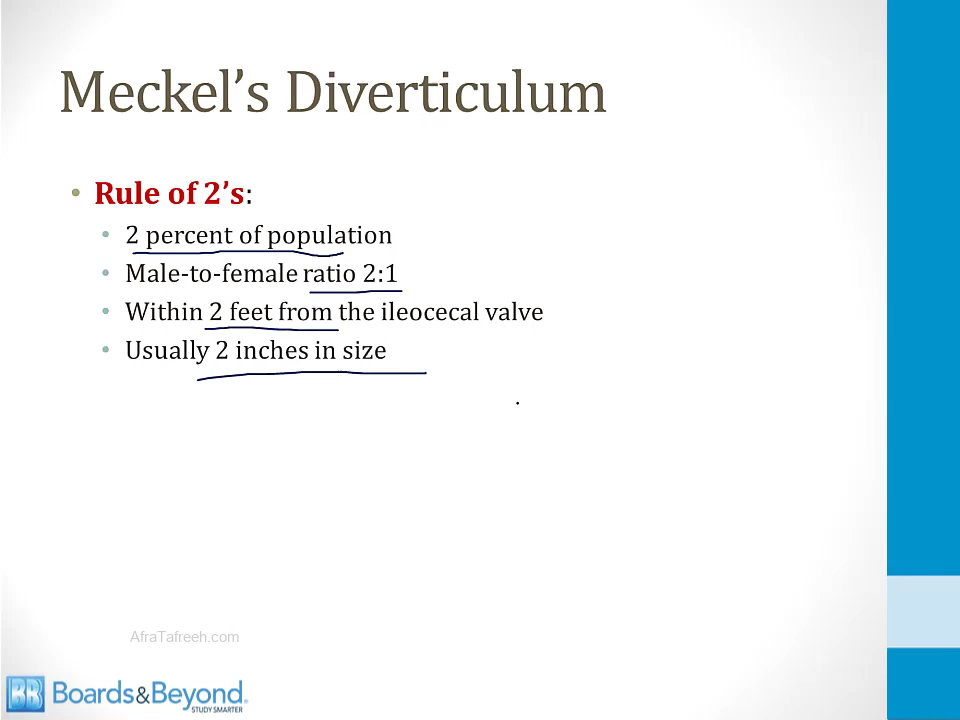 Meckel’s Diverticulum
• Rule of 2’s:
• 2 percent of population
• Male-to-female ratio 2:1
• Within 2 feet from the ileocecal valve
• Usually 2 inches in size
AfraTafreeh.com
BB Boards&Beyond.
STUDY SMARTER